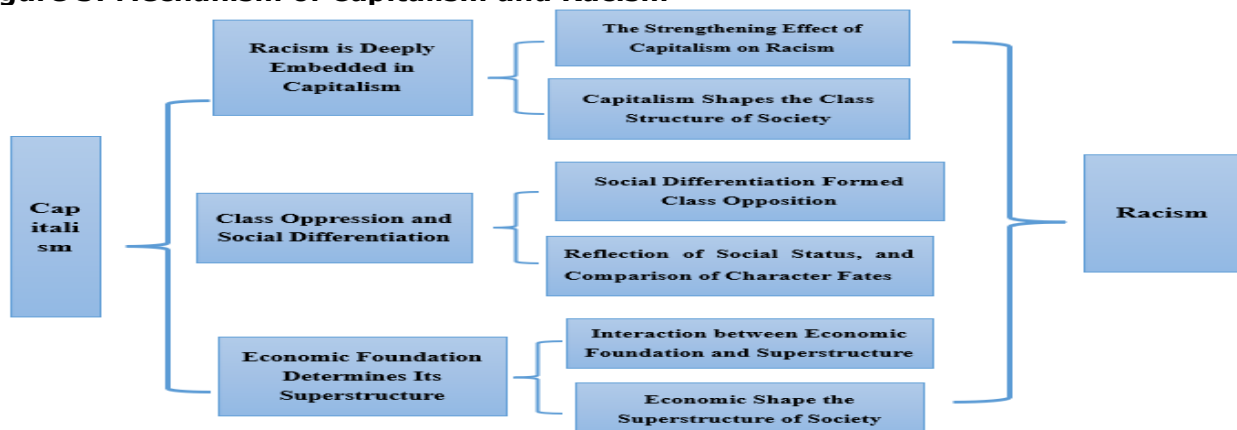 Figure 3. Mechanism of Capitalism and Racism
Racism is Deeply
Embedded in
Capitalism
The Strengthening Effect of
Capitalism on Racism
Capitalism Shapes the Class
Structure of Society
Cap
itali
sm
Class Oppression and
Social Differentiation
Social Differentiation Formed
Class Opposition
Reflection of Social Status, and
Comparison of Character Fates
Racism
Economic Foundation
Determines Its
Superstructure
Interaction between Economic
Foundation and Superstructure
Economic Shape the
Superstructure of Society